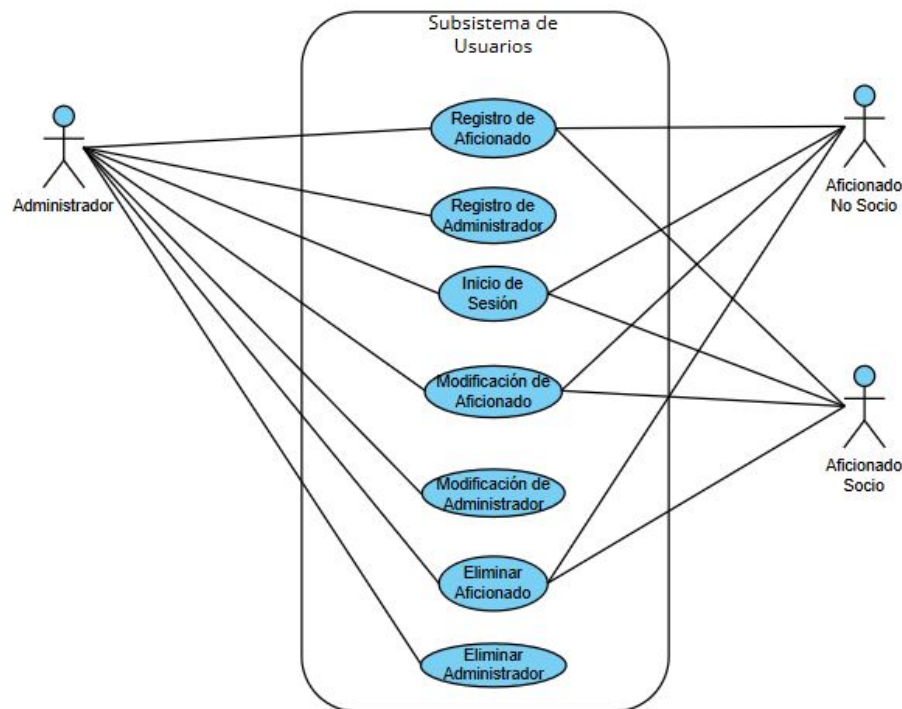 Subsistema de
Usuarios
Registro de
Aficionado
Administrador
Aficionado
No Socio
Registro de
Administrador
Inicio de
Sesión
Modificación de
Aficionado
Aficionado
Socio
Modificación de
Administrador
Eliminar
Aficionado
Eliminar
Administrador